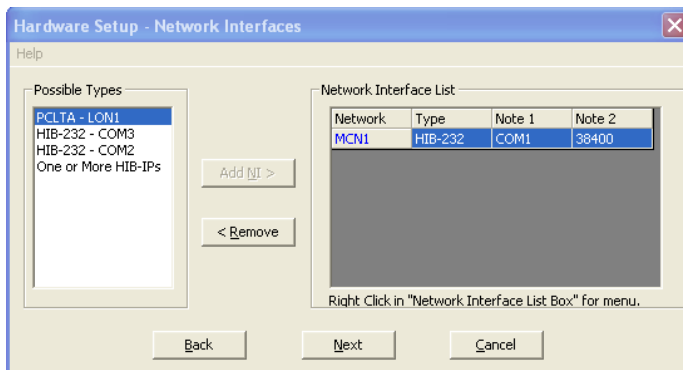 Hardware Setup - Network Interfaces
Help
Possible Types
PCLTA - LON1
HIB-232 - COM3
HIB-232 - COM2
One or More HIB-IPs
Add NI >
< Remove
Network Interface List
Network Type Note 1 Note 2
MCN1 HIB-232 COM1 38400
Right Click in "Network Interface List Box" for menu.
Back Next Cancel